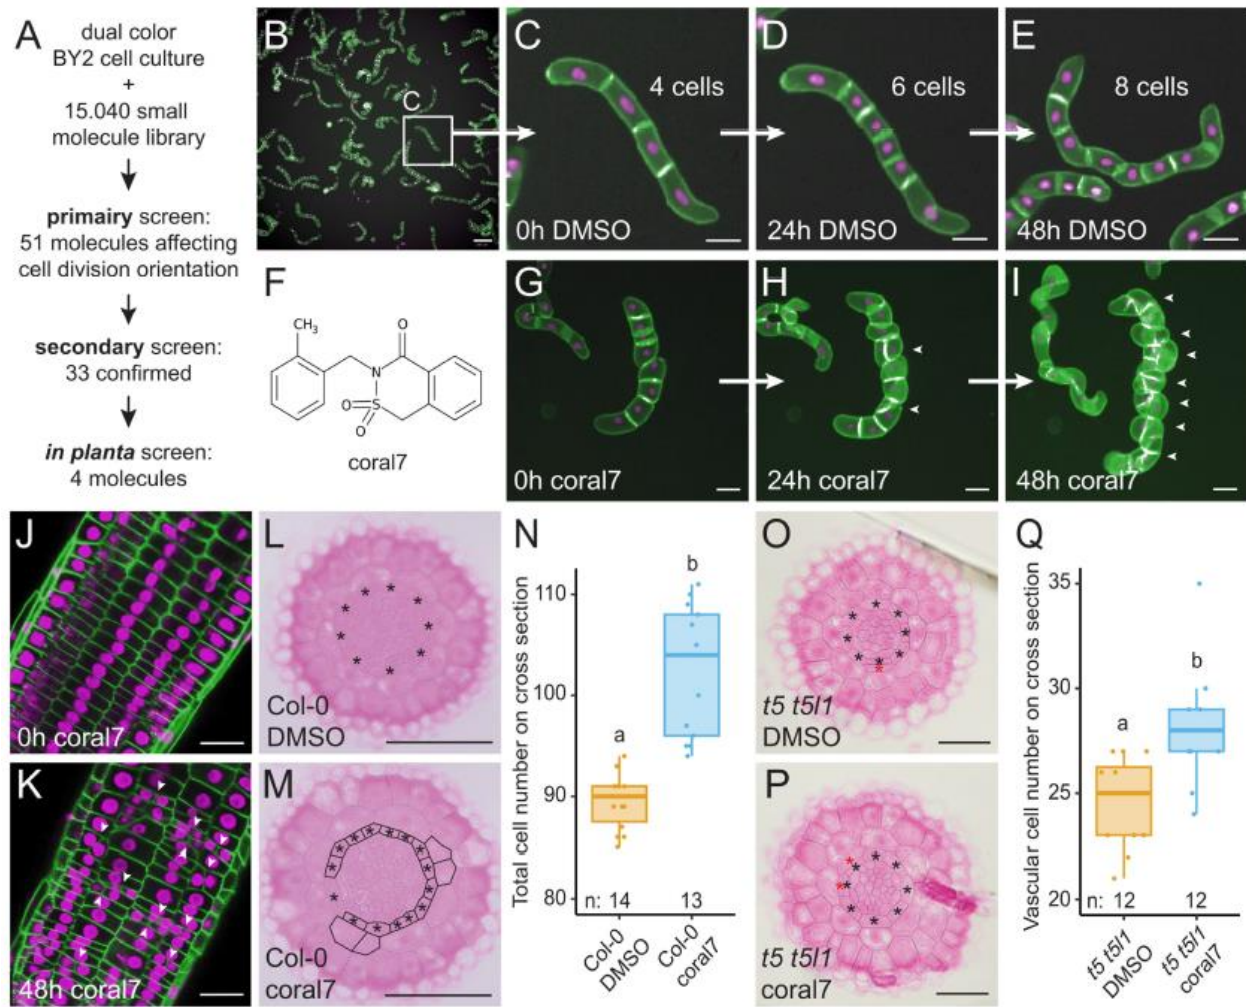 A
dual color
BY2 cell culture
+
15.040 small
molecule library
primairy screen:
51 molecules affecting
cell division orientation
secondary screen:
33 confirmed
in planta screen:
4 molecules
B
C
C
4 cells
0h DMSO
D
6 cells
24h DMSO
E
8 cells
48h DMSO
F
CH3
O
N
S
O
O
coral7
G
0h coral7
H
24h coral7
I
48h coral7
J
0h coral7
K
48h coral7
L
* * * * * * * * *
Col-0
DMSO
M
Col-0
coral7
N
Total cell number on cross section
110
100
90
80
a
b
n: 14
13
Col-0
DMSO
Col-0
coral7
O
t5 t5l1
DMSO
P
t5 t5l1
coral7
Q
Vascular cell number on cross section
35
30
25
20
a
b
n: 12
12
t5 t5l1
DMSO
t5 t5l1
coral7